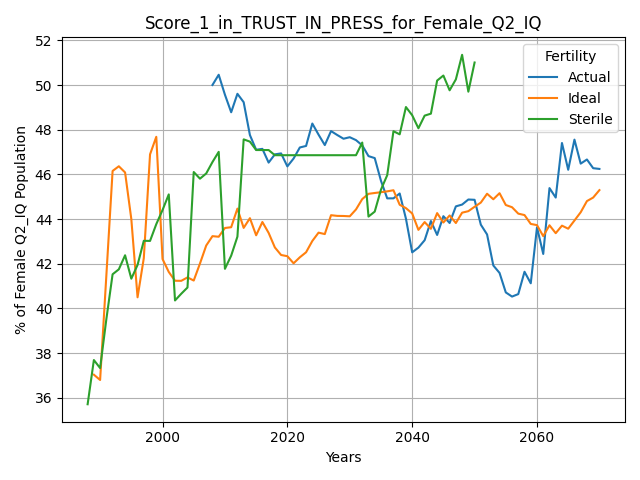 Score_1_in_TRUST_IN_PRESS_for_Female_Q2_IQ
% of Female Q2_IQ Population
52
50
48
46
44
42
40
38
36
Fertility
Actual
Ideal
Sterile
2000
2020
2040
2060
Years